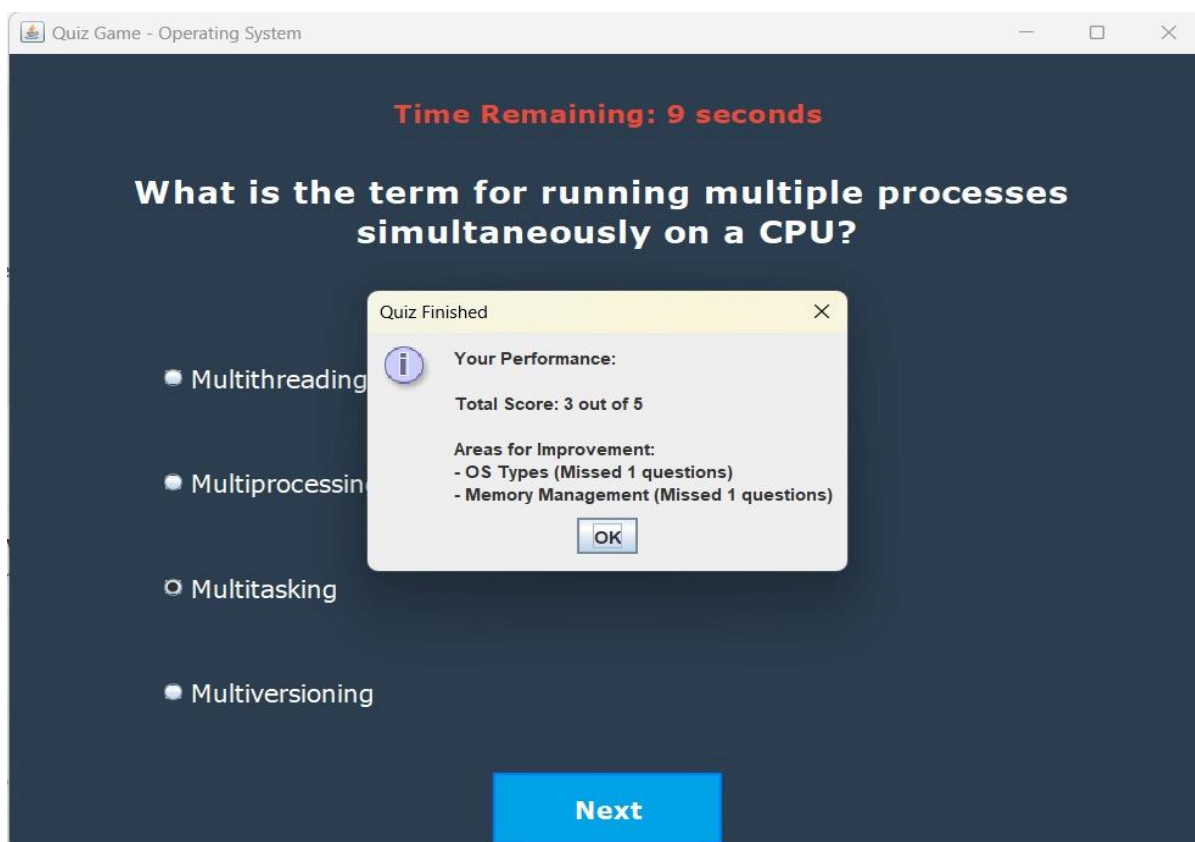 Quiz Game - Operating System
Time Remaining: 9 seconds
What is the term for running multiple processes
simultaneously on a CPU?
Quiz Finished
Your Performance:
Total Score: 3 out of 5
Areas for Improvement:
- OS Types (Missed 1 questions)
- Memory Management (Missed 1 questions)
OK
Multithreading
Multiprocessin
Multitasking
Multiversioning
Next